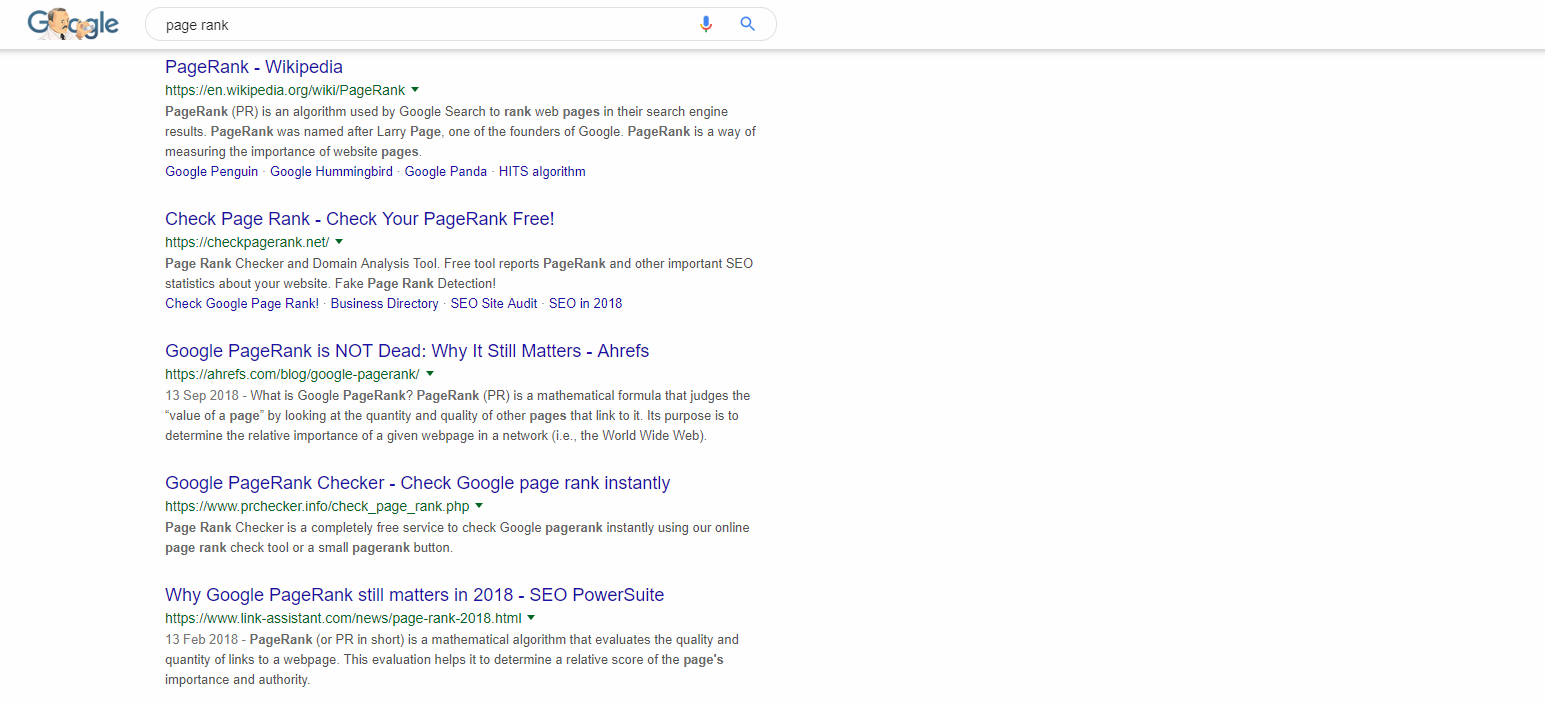 Google
page rank
PageRank - Wikipedia
https://en.wikipedia.org/wiki/PageRank
PageRank (PR) is an algorithm used by Google Search to rank web pages in their search engine
results. PageRank was named after Larry Page, one of the founders of Google. PageRank is a way of
measuring the importance of website pages.
Google Penguin · Google Hummingbird · Google Panda · HITS algorithm
Check Page Rank - Check Your PageRank Free!
https://checkpagerank.net/
Page Rank Checker and Domain Analysis Tool. Free tool reports PageRank and other important SEO
statistics about your website. Fake Page Rank Detection!
Check Google Page Rank! · Business Directory · SEO Site Audit · SEO in 2018
Google PageRank is NOT Dead: Why It Still Matters - Ahrefs
https://ahrefs.com/blog/google-pagerank/
13 Sep 2018 - What is Google PageRank? PageRank (PR) is a mathematical formula that judges the
“value of a page” by looking at the quantity and quality of other pages that link to it. Its purpose is to
determine the relative importance of a given webpage in a network (i.e., the World Wide Web).
Google PageRank Checker - Check Google page rank instantly
https://www.prchecker.info/check_page_rank.php
Page Rank Checker is a completely free service to check Google pagerank instantly using our online
page rank check tool or a small pagerank button.
Why Google PageRank still matters in 2018 - SEO PowerSuite
https://www.link-assistant.com/news/page-rank-2018.html
13 Feb 2018 - PageRank (or PR in short) is a mathematical algorithm that evaluates the quality and
quantity of links to a webpage. This evaluation helps it to determine a relative score of the page's
importance and authority.